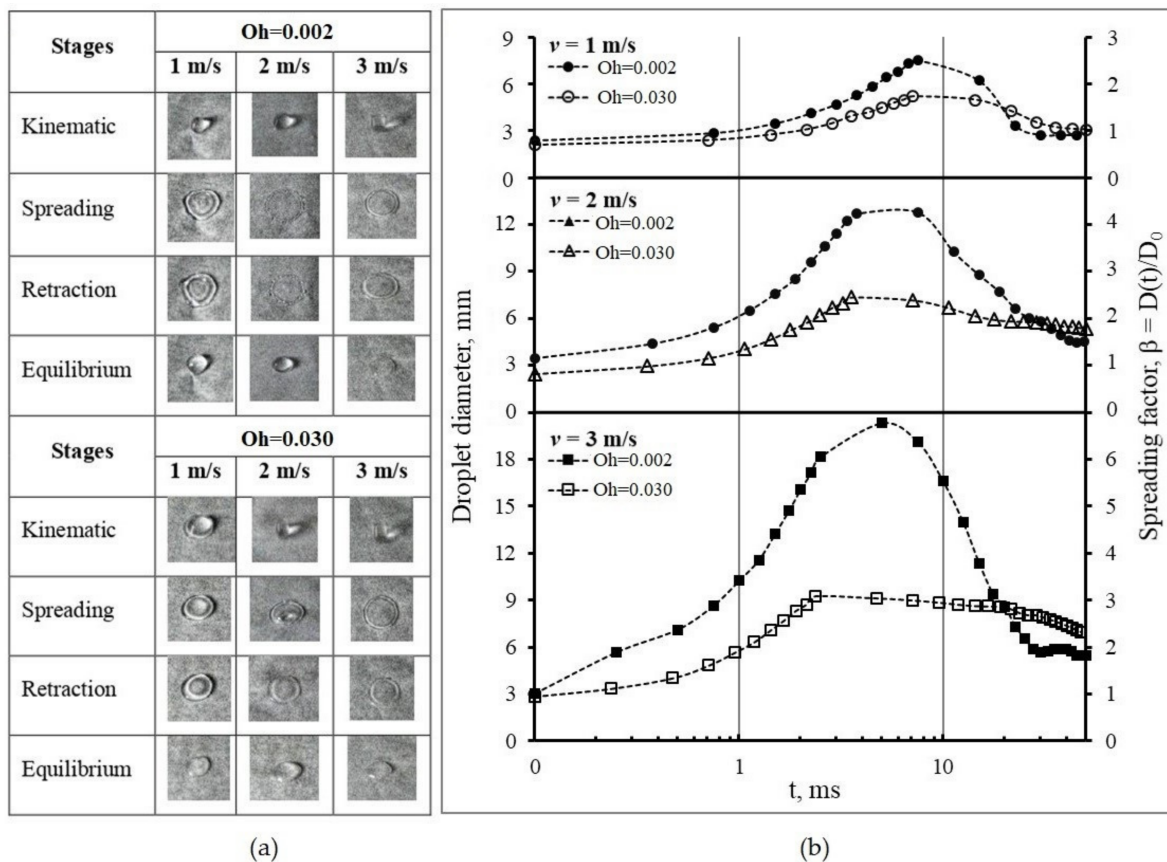 Stages Oh=0.002
1 m/s 2 m/s 3 m/s
Kinematic
Spreading
Retraction
Equilibrium
Stages Oh=0.030
1 m/s 2 m/s 3 m/s
Kinematic
Spreading
Retraction
Equilibrium
(a)
Droplet diameter, mm
9
6
3
0
v = 1 m/s
Oh=0.002
Oh=0.030
3
2
1
0
12
9
6
3
0
v = 2 m/s
Oh=0.002
Oh=0.030
4
3
2
1
0
18
15
12
9
6
3
0
v = 3 m/s
Oh=0.002
Oh=0.030
6
5
4
3
2
1
0
Spreading factor, β = D(t)/D₀
0 1 10
t, ms
(b)